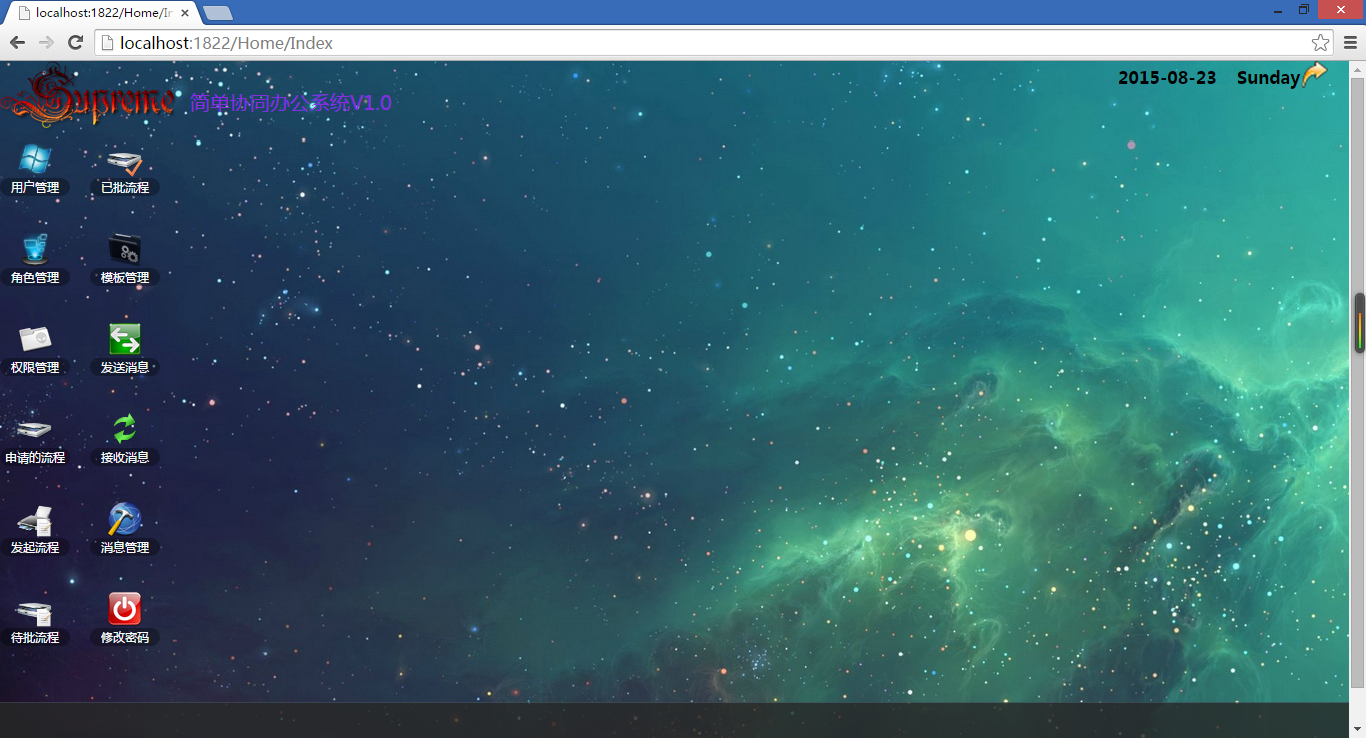 localhost:1822/Home/In
localhost:1822/Home/Index
Supreme
简单协同办公系统V1.0
2015-08-23 Sunday
用户管理
已批流程
角色管理
模板管理
权限管理
发送消息
申请的流程
接收消息
发起流程
消息管理
待批流程
修改密码